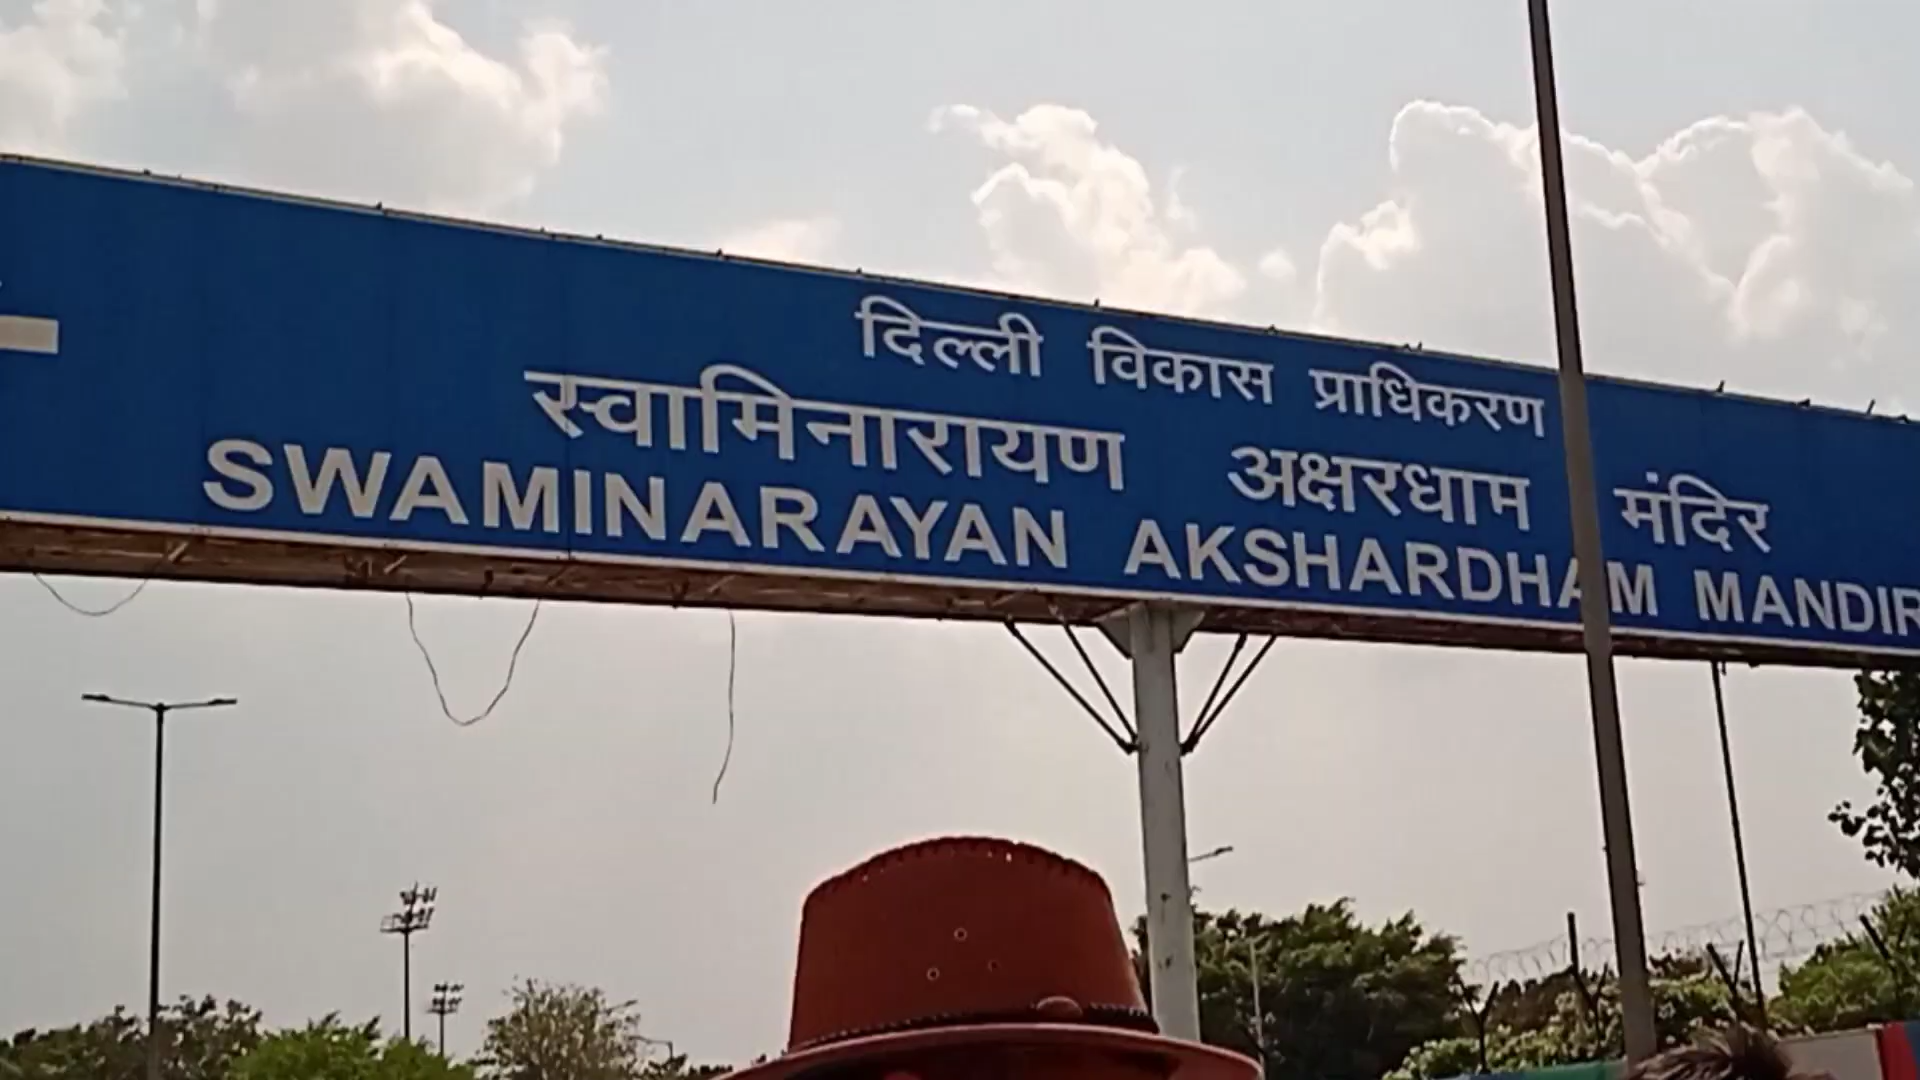 दिल्ली विकास प्राधिकरण
स्वामिनारायण अक्षरधाम मंदिर
SWAMINARAYAN AKSHARDHAM MANDIR